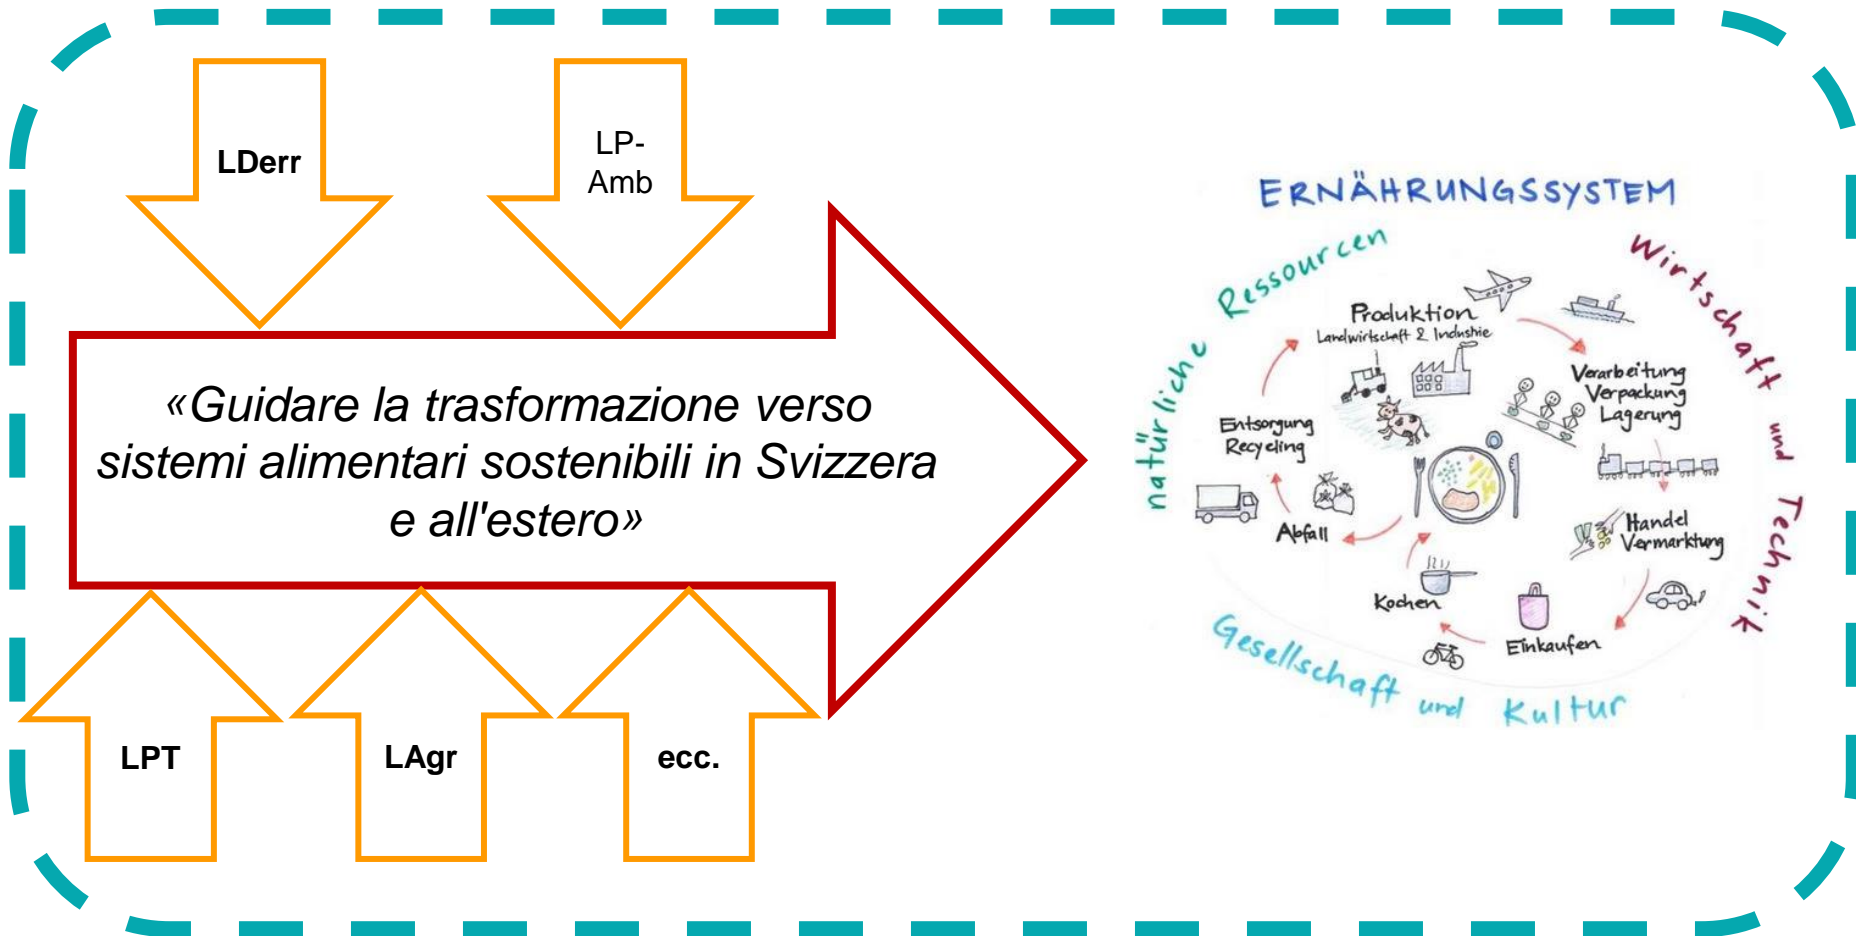 LDerr
LP-
Amb
«Guidare la trasformazione verso
sistemi alimentari sostenibili in Svizzera
e all'estero»
LPT
LAgr
ecc.
ERNÄHRUNGSSYSTEM
natürliche Ressourcen
Wirtschaft und Technik
Gesellschaft und Kultur
Produktion
Landwirtschaft & Industrie
Verarbeitung
Verpackung
Lagerung
Handel
Vermarktung
Einkaufen
Kochen
Abfall
Entsorgung
Recycling